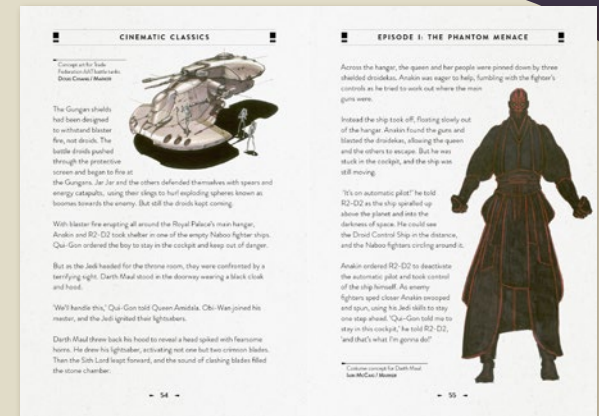 CINEMATIC CLASSICS
Concept art for Trade
Federation AAT battle tanks.
Doug Chiang / Marker
The Gungan shields
had been designed
to withstand blaster
fire, not droids. The
battle droids pushed
through the protective
screen and began to fire at
the Gungans. Jar Jar and the others defended themselves with spears and
energy catapults, using their slings to hurl exploding spheres known as
boomas towards the enemy. But still the droids kept coming.
With blaster fire erupting all around the Royal Palace's main hangar,
Anakin and R2-D2 took shelter in one of the empty Naboo fighter ships.
Qui-Gon ordered the boy to stay in the cockpit and keep out of danger.
But as the Jedi headed for the throne room, they were confronted by a
terrifying sight. Darth Maul stood in the doorway wearing a black cloak
and hood.
'We'll handle this,' Qui-Gon told Queen Amidala. Obi-Wan joined his
master, and the Jedi ignited their lightsabers.
Darth Maul threw back his hood to reveal a head spiked with fearsome
horns. He drew his lightsaber, activating not one but two crimson blades.
Then the Sith Lord leapt forward, and the sound of clashing blades filled
the stone chamber.
54
EPISODE I: THE PHANTOM MENACE
Across the hangar, the queen and her people were pinned down by three
shielded droidekas. Anakin was eager to help, fumbling with the fighter's
controls as he tried to work out where the main
guns were.
Instead the ship took off, floating slowly out
of the hangar. Anakin found the guns and
blasted the droidekas, allowing the queen
and the others to escape. But he was
stuck in the cockpit, and the ship was
still moving.
'It's on automatic pilot!' he told
R2-D2 as the ship spiralled up
above the planet and into the
darkness of space. He could see
the Droid Control Ship in the distance,
and the Naboo fighters circling around it.
Anakin ordered R2-D2 to deactivate
the automatic pilot and took control
of the ship himself. As enemy
fighters sped closer Anakin swooped
and spun, using his Jedi skills to stay
one step ahead. 'Qui-Gon told me to
stay in this cockpit,' he told R2-D2,
'and that's what I'm gonna do!'
Costume concept for Darth Maul
Iain McCaig / Marker
55